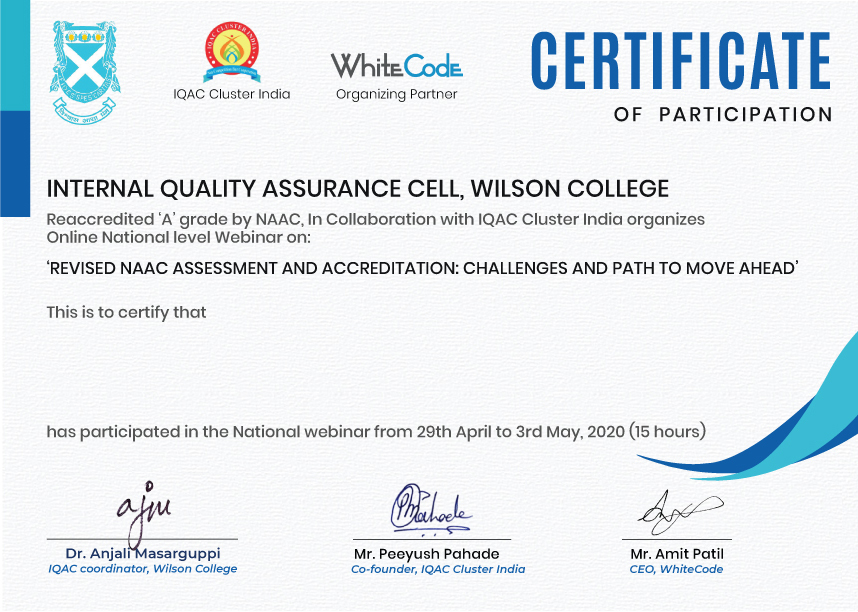 IQAC CLUSTER INDIA
IQAC Cluster India
WhiteCode
Organizing Partner
CERTIFICATE
OF PARTICIPATION
INTERNAL QUALITY ASSURANCE CELL, WILSON COLLEGE
Reaccredited ‘A’ grade by NAAC, In Collaboration with IQAC Cluster India organizes
Online National level Webinar on:
‘REVISED NAAC ASSESSMENT AND ACCREDITATION: CHALLENGES AND PATH TO MOVE AHEAD’
This is to certify that
has participated in the National webinar from 29th April to 3rd May, 2020 (15 hours)
Dr. Anjali Masarguppi
IQAC coordinator, Wilson College
Mr. Peeyush Pahade
Co-founder, IQAC Cluster India
Mr. Amit Patil
CEO, WhiteCode